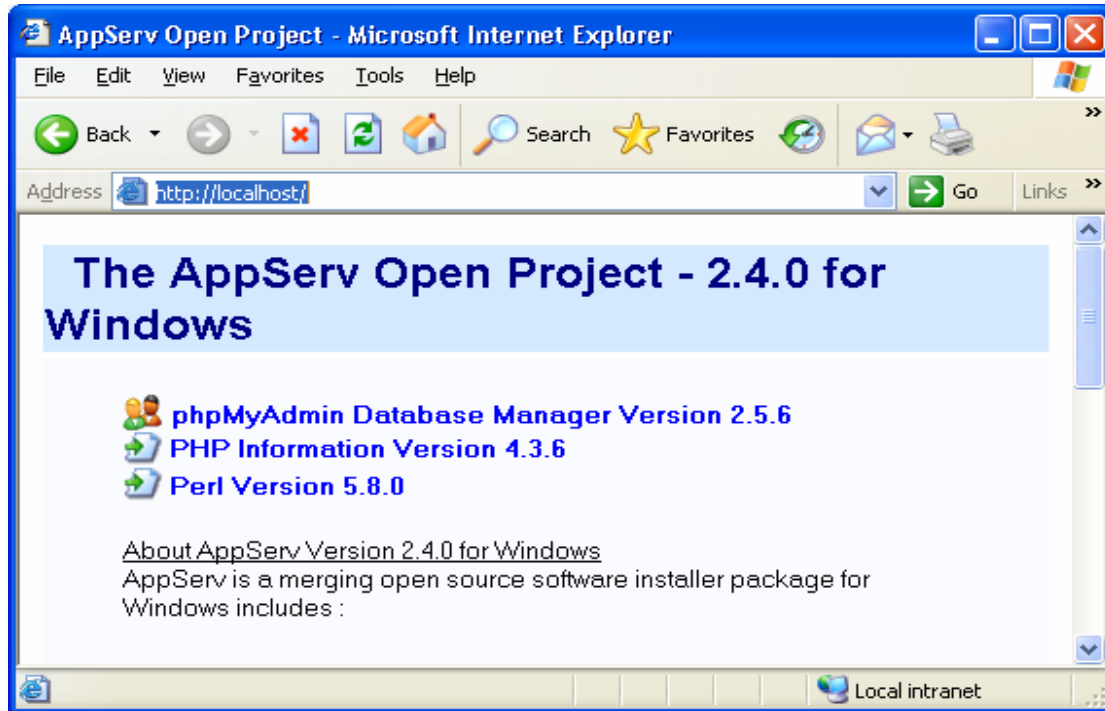 AppServ Open Project - Microsoft Internet Explorer
File Edit View Favorites Tools Help
Back Search Favorites
Address http://localhost/ Go Links
The AppServ Open Project - 2.4.0 for
Windows
phpMyAdmin Database Manager Version 2.5.6
PHP Information Version 4.3.6
Perl Version 5.8.0
About AppServ Version 2.4.0 for Windows
AppServ is a merging open source software installer package for
Windows includes :
Local intranet